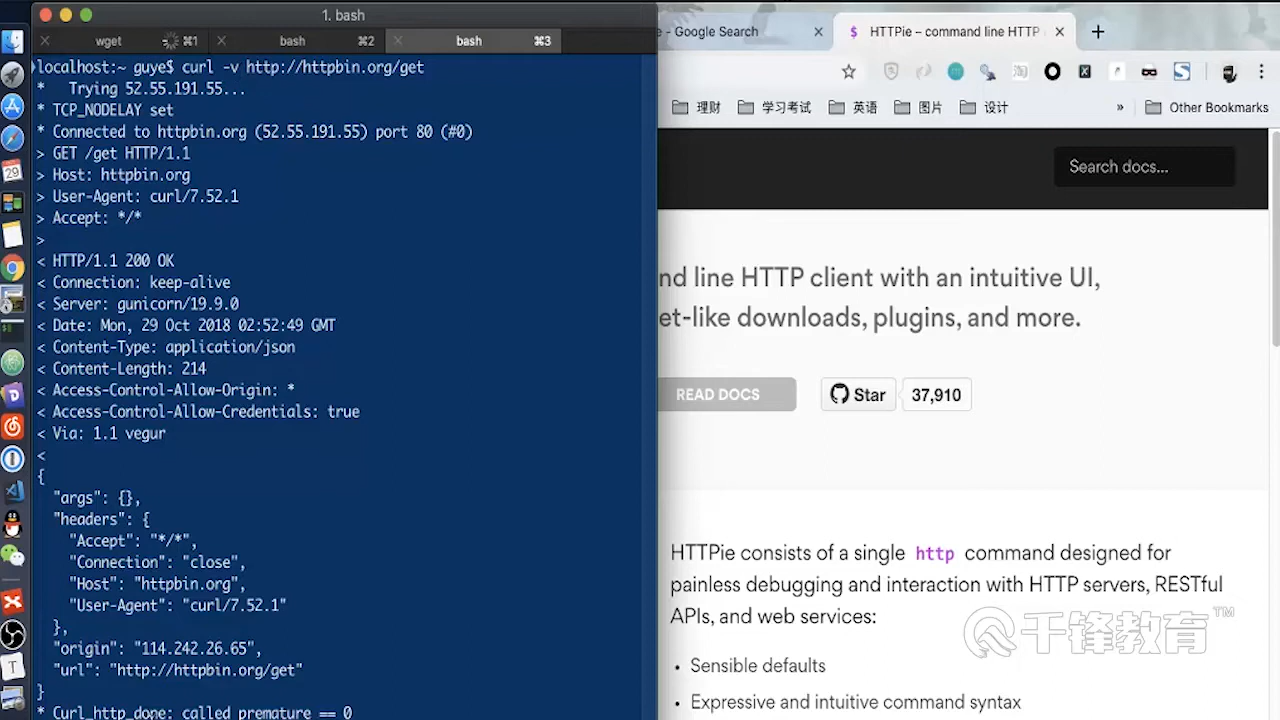 1. bash
wget ⌘1
bash ⌘2
bash ⌘3
localhost:~ guye$ curl -v http://httpbin.org/get
* Trying 52.55.191.55...
* TCP_NODELAY set
* Connected to httpbin.org (52.55.191.55) port 80 (#0)
> GET /get HTTP/1.1
> Host: httpbin.org
> User-Agent: curl/7.52.1
> Accept: */*
>
< HTTP/1.1 200 OK
< Connection: keep-alive
< Server: gunicorn/19.9.0
< Date: Mon, 29 Oct 2018 02:52:49 GMT
< Content-Type: application/json
< Content-Length: 214
< Access-Control-Allow-Origin: *
< Access-Control-Allow-Credentials: true
< Via: 1.1 vegur
<
{
"args": {},
"headers": {
"Accept": "*/*",
"Connection": "close",
"Host": "httpbin.org",
"User-Agent": "curl/7.52.1"
},
"origin": "114.242.26.65",
"url": "http://httpbin.org/get"
}
* Curl_http_done: called premature == 0
e - Google Search
$ HTTPie – command line HTTP
理财
学习考试
英语
图片
设计
» Other Bookmarks
Search docs...
nd line HTTP client with an intuitive UI,
et-like downloads, plugins, and more.
READ DOCS
Star
37,910
HTTPie consists of a single http command designed for
painless debugging and interaction with HTTP servers, RESTful
APIs, and web services:
千锋教育™
• Sensible defaults
• Expressive and intuitive command syntax
29